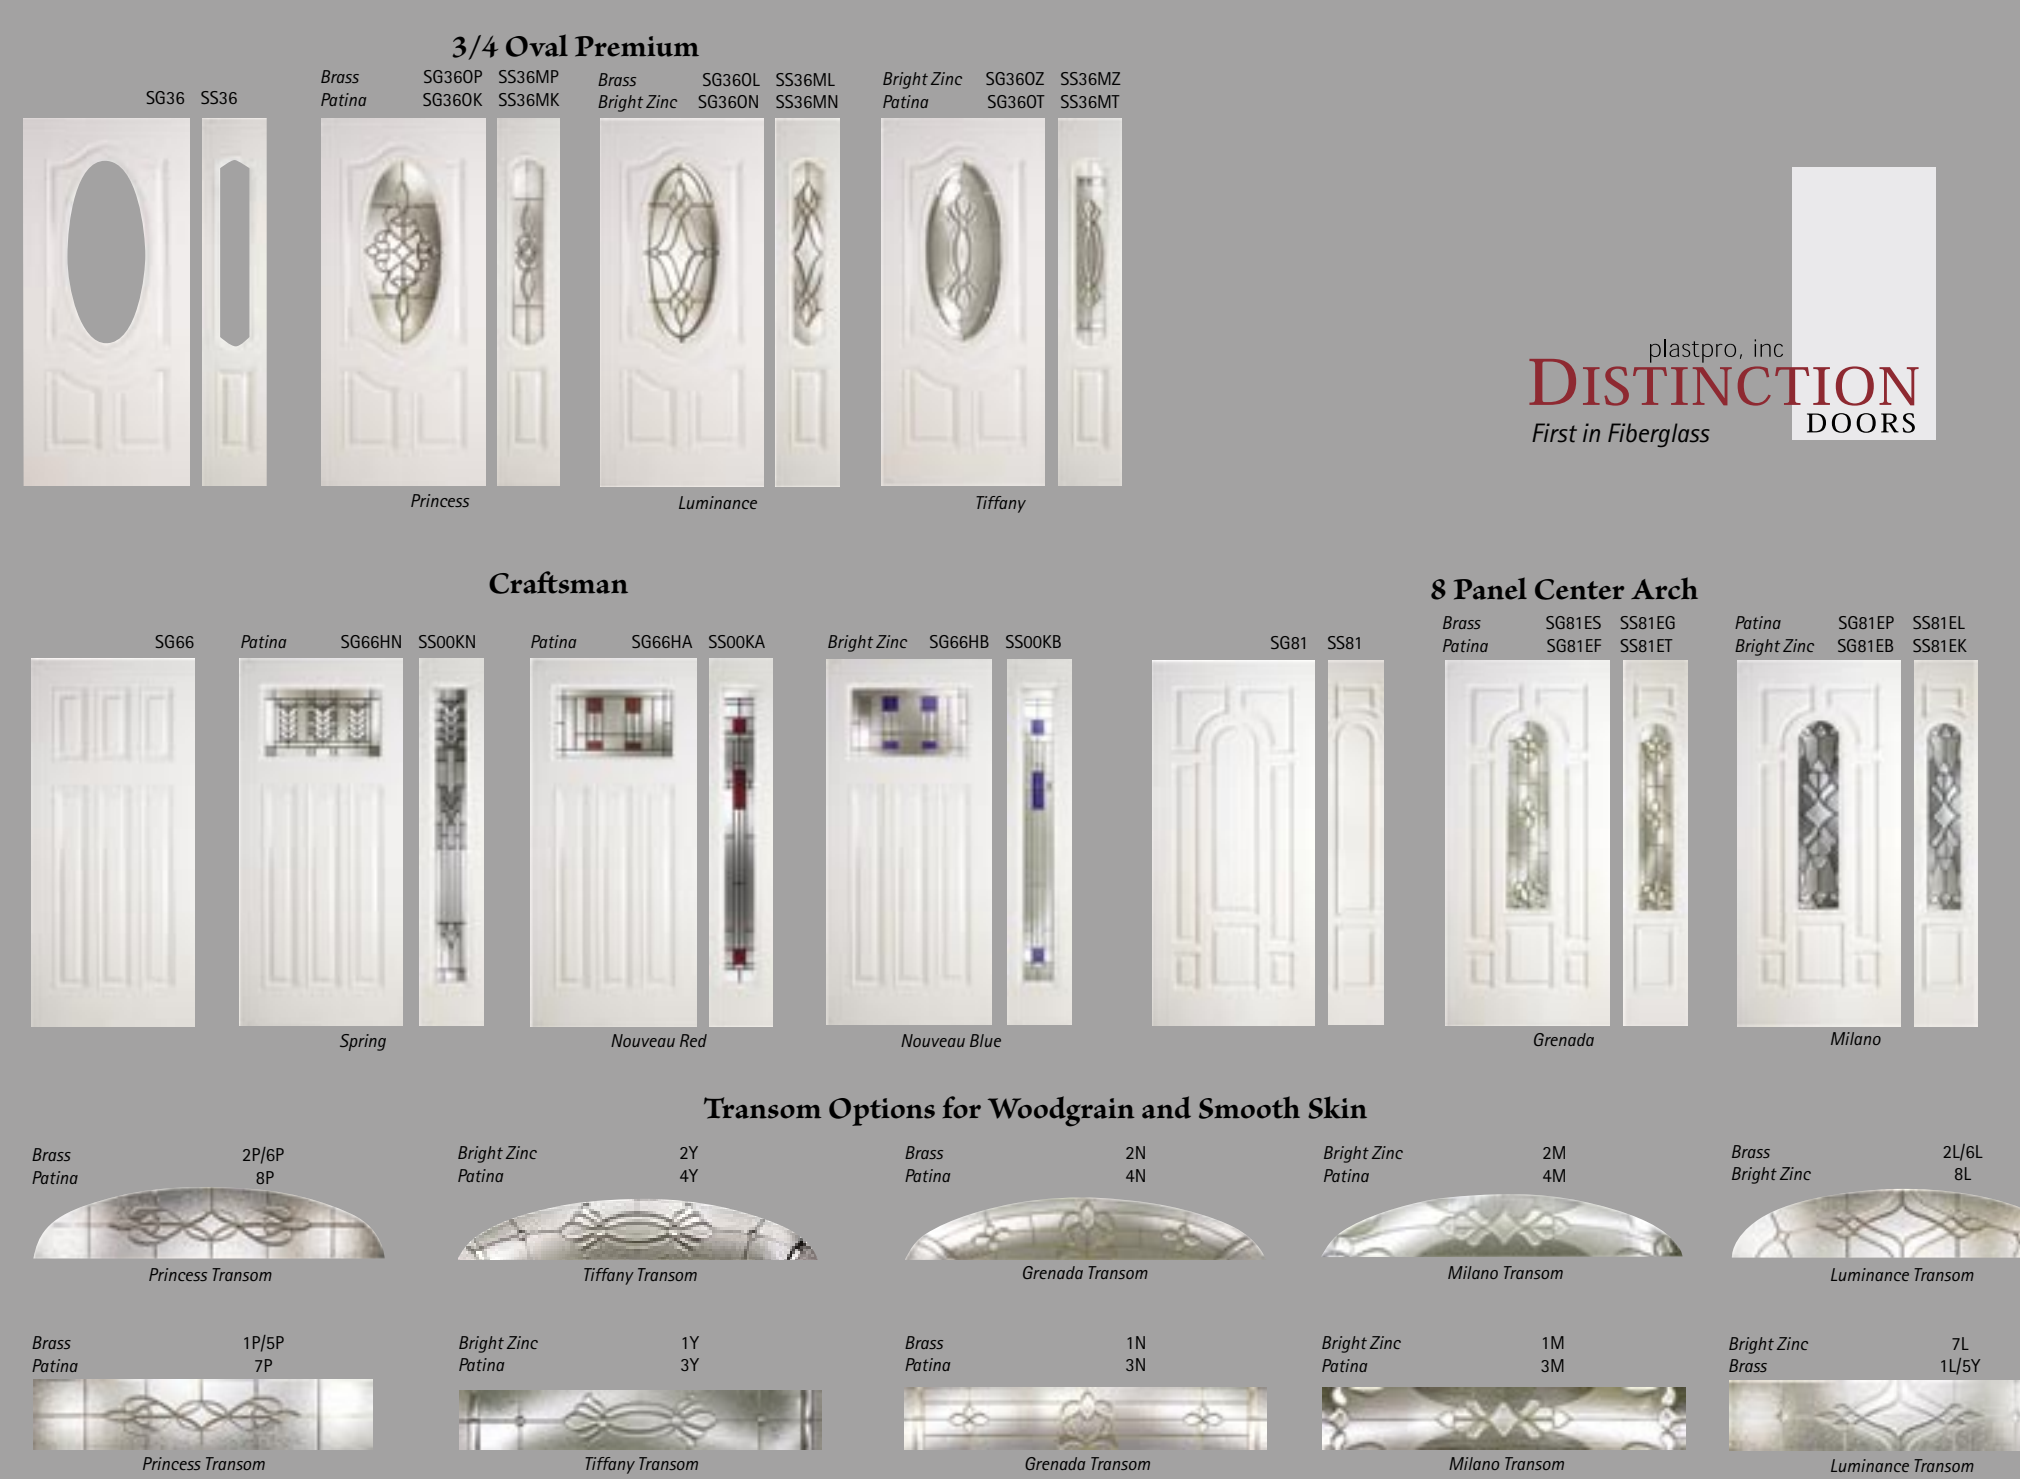 3/4 Oval Premium
SG36 SS36
Brass SG36OP SS36MP
Patina SG36OK SS36MK
Brass SG36OL SS36ML
Bright Zinc SG36ON SS36MN
Bright Zinc SG36OZ SS36MZ
Patina SG36OT SS36MT
Princess
Luminance
Tiffany
plastpro, inc
DISTINCTION
DOORS
First in Fiberglass
Craftsman
SG66
Patina SG66HN SS00KN
Patina SG66HA SS00KA
Bright Zinc SG66HB SS00KB
Spring
Nouveau Red
Nouveau Blue
8 Panel Center Arch
SG81 SS81
Brass SG81ES SS81EG
Patina SG81EF SS81ET
Patina SG81EP SS81EL
Bright Zinc SG81EB SS81EK
Grenada
Milano
Transom Options for Woodgrain and Smooth Skin
Brass 2P/6P
Patina 8P
Princess Transom
Bright Zinc 2Y
Patina 4Y
Tiffany Transom
Brass 2N
Patina 4N
Grenada Transom
Bright Zinc 2M
Patina 4M
Milano Transom
Brass 2L/6L
Bright Zinc 8L
Luminance Transom
Brass 1P/5P
Patina 7P
Princess Transom
Bright Zinc 1Y
Patina 3Y
Tiffany Transom
Brass 1N
Patina 3N
Grenada Transom
Bright Zinc 1M
Patina 3M
Milano Transom
Bright Zinc 7L
Brass 1L/5Y
Luminance Transom